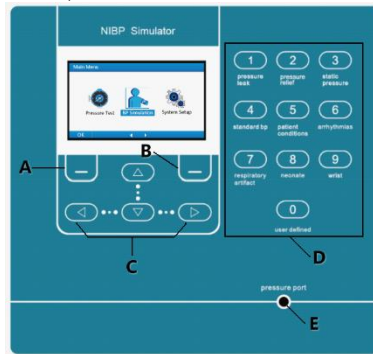 NIBP Simulator
Main Menu
Pressure Test
BP Simulation
System Setup
OK
A
B
C
1
2
3
pressure leak
pressure relief
static pressure
4
5
6
standard bp
patient conditions
arrhythmias
7
8
9
respiratory artifact
neonate
wrist
0
user defined
D
pressure port
E